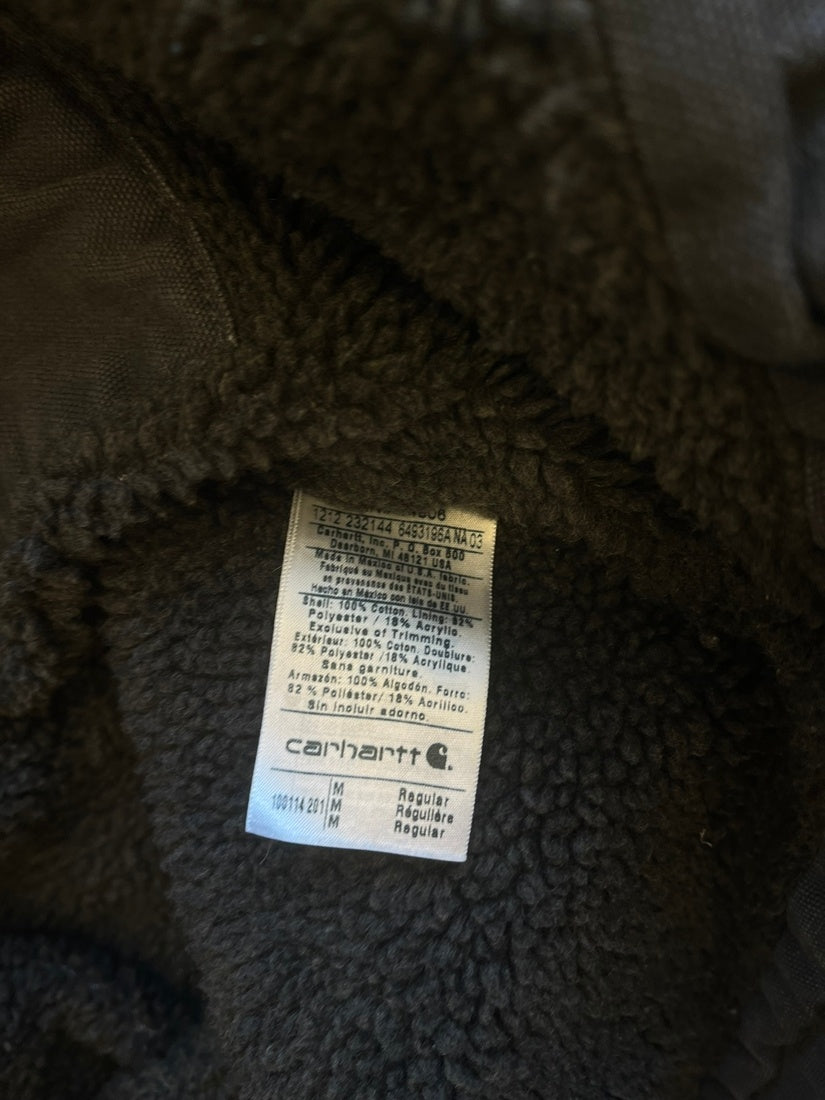 1212 232144 6493196A NA 03
Carhartt, Inc. P. O. Box 600
Dearborn, MI 48121 USA
Made in Mexico of U.S.A. fabric.
Fabriqué au Mexique avec du tissu
en provenance des ÉTATS-UNIS.
Hecho en México con tela de EE.UU.
Shell: 100% Cotton. Lining: 82%
Polyester / 18% Acrylic.
Exclusive of Trimming.
Extérieur: 100% Coton. Doublure:
82% Polyester /18% Acrylique.
Sans garniture.
Armazón: 100% Algodón. Forro:
82 % Poliéster/ 18% Acrílico.
Sin incluir adorno.
carhartt
100114 201
M Regular
M Régulière
M Regular